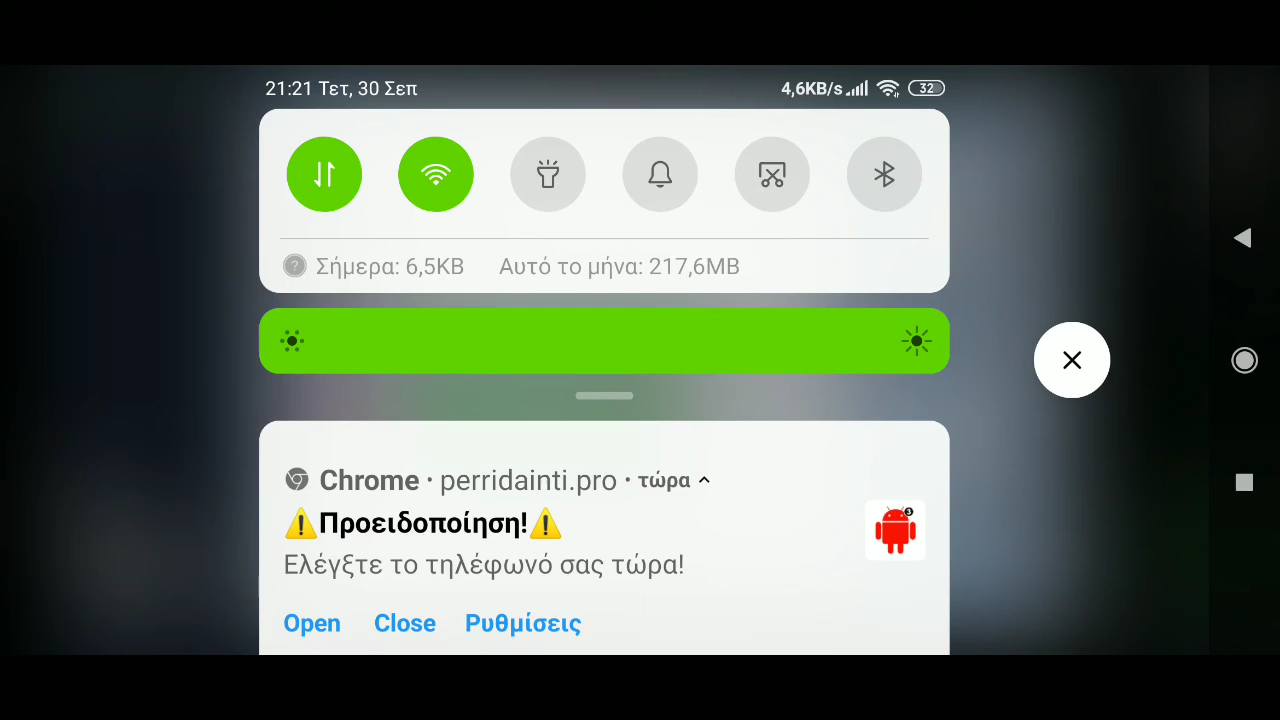 21:21 Τετ, 30 Σεπ 4,6KB/s 32
Σήμερα: 6,5KB Αυτό το μήνα: 217,6MB
Chrome · perridainti.pro · τώρα
⚠️Προειδοποίηση!⚠️
Ελέγξτε το τηλέφωνό σας τώρα!
3
Open Close Ρυθμίσεις